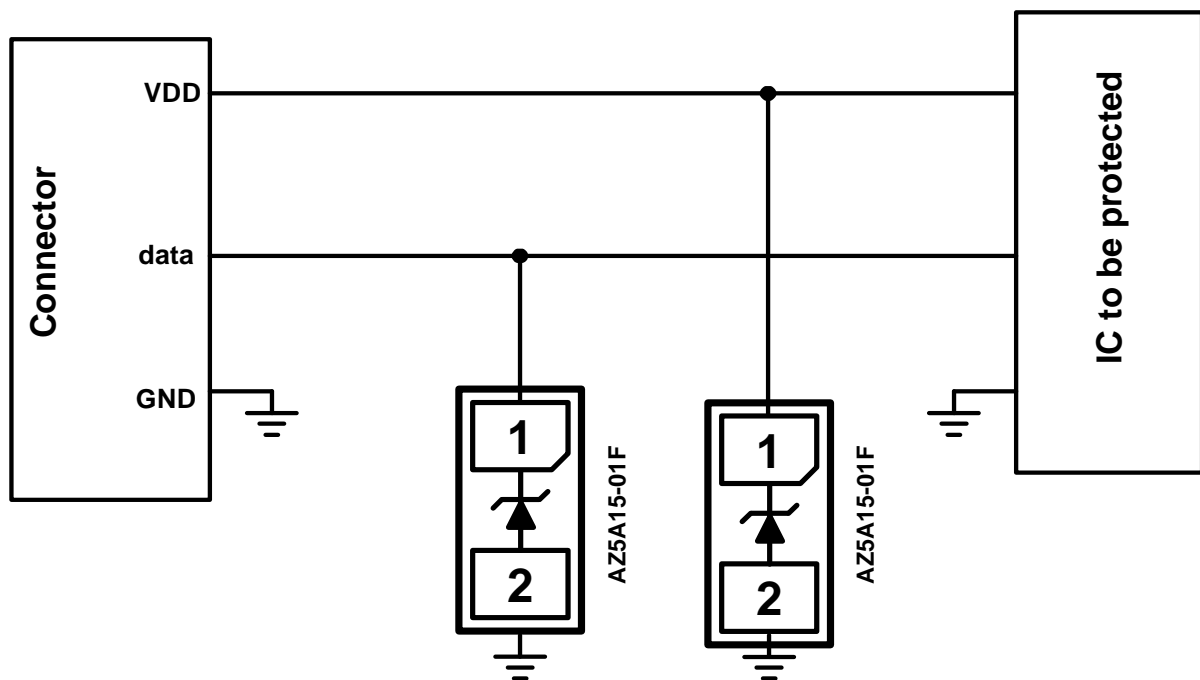 Connector
VDD
data
GND
1
2
AZ5A15-01F
1
2
AZ5A15-01F
IC to be protected